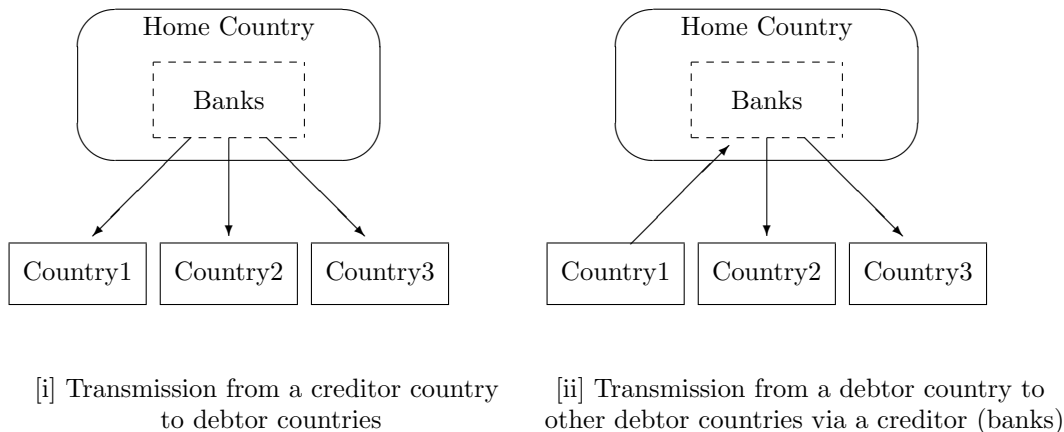 Home Country
Banks
Country1
Country2
Country3
[i] Transmission from a creditor country
to debtor countries
Home Country
Banks
Country1
Country2
Country3
[ii] Transmission from a debtor country to
other debtor countries via a creditor (banks)